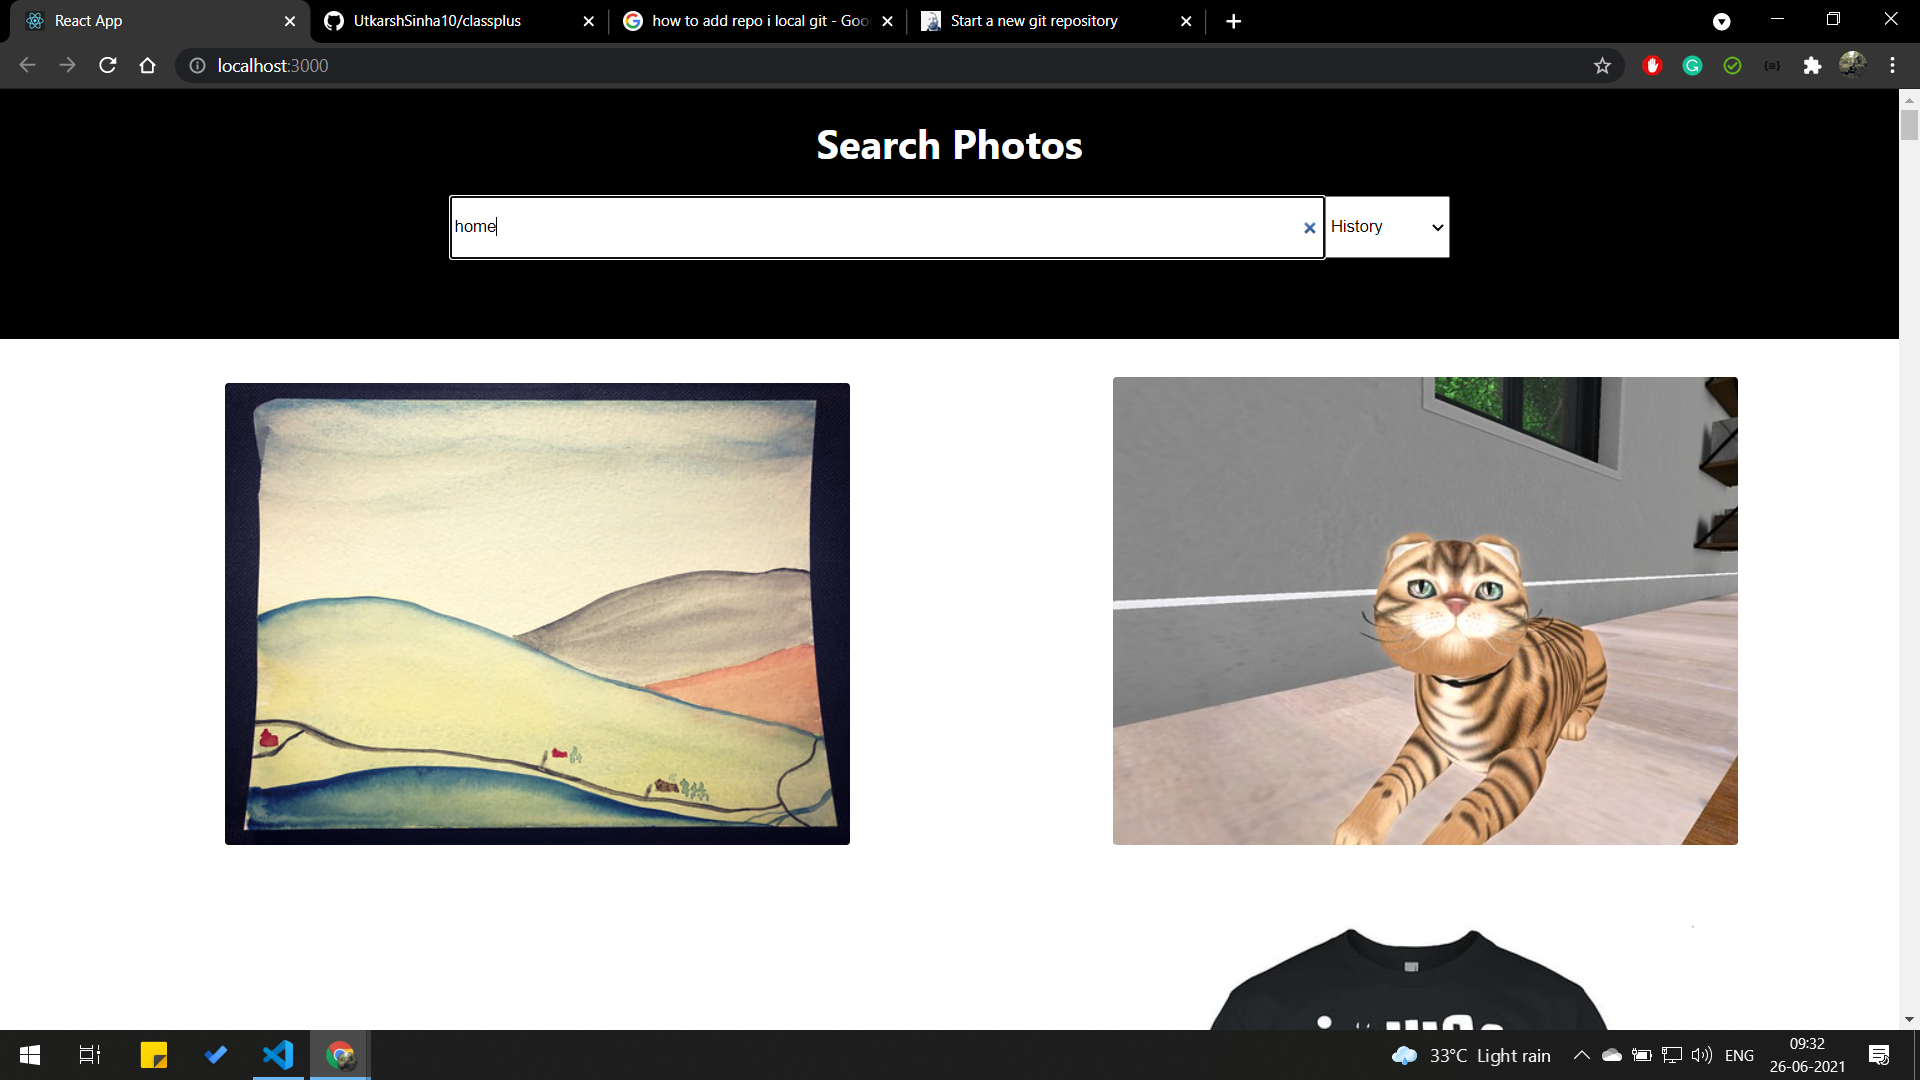 React App
UtkarshSinha10/classplus
how to add repo i local git - Goo
Start a new git repository
localhost:3000
Search Photos
home
History
33°C Light rain
ENG
09:32
26-06-2021